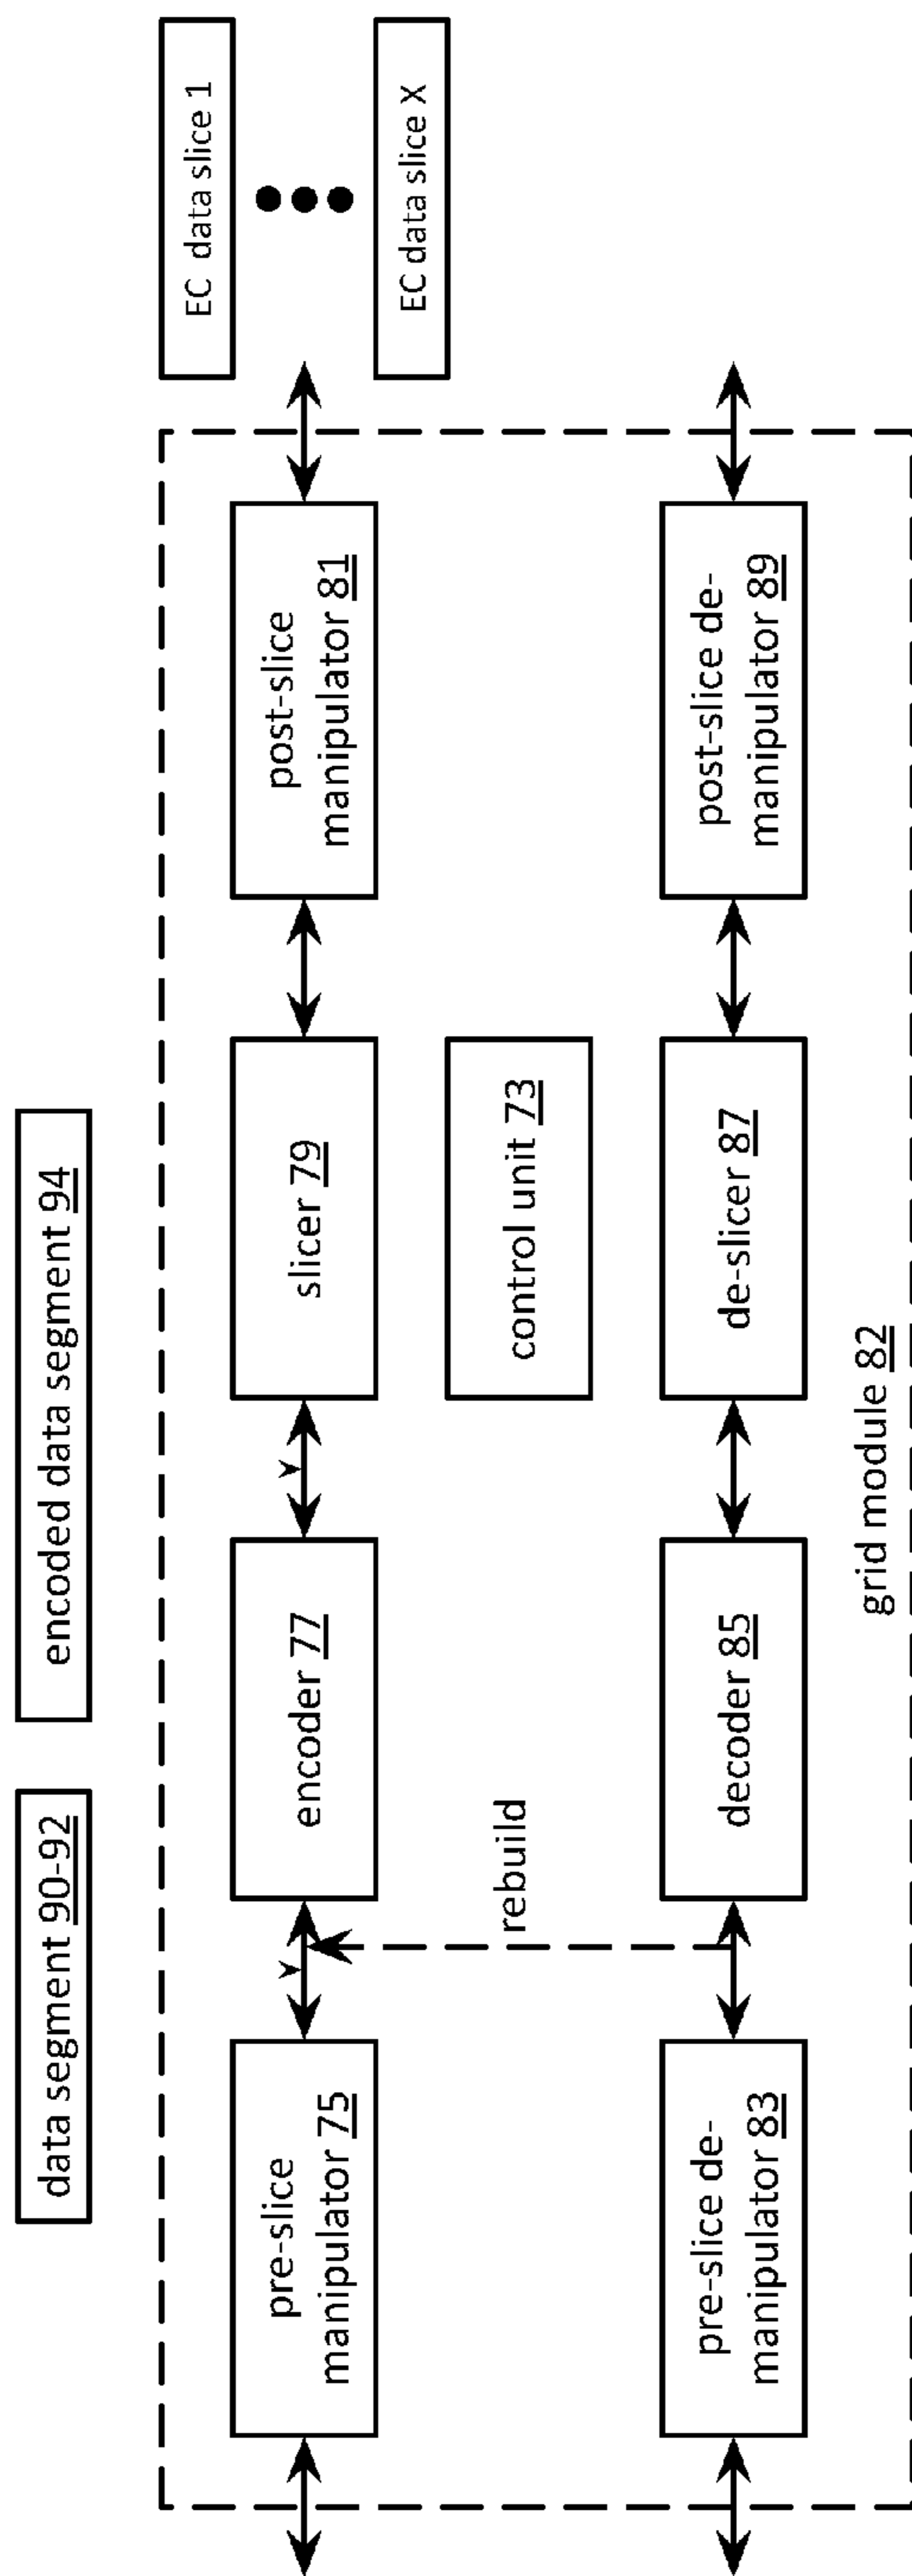 data segment 90-92
encoded data segment 94
pre-slice
manipulator 75
encoder 77
slicer 79
post-slice
manipulator 81
EC data slice 1
EC data slice X
rebuild
control unit 73
pre-slice de-
manipulator 83
decoder 85
de-slicer 87
post-slice de-
manipulator 89
grid module 82